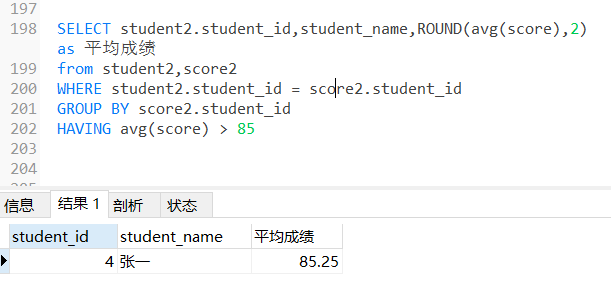 197
198 SELECT student2.student_id,student_name,ROUND(avg(score),2)
as 平均成绩
199 from student2,score2
200 WHERE student2.student_id = score2.student_id
201 GROUP BY score2.student_id
202 HAVING avg(score) > 85
203
204
信息 结果 1 剖析 状态
student_id student_name 平均成绩
4 张一 85.25